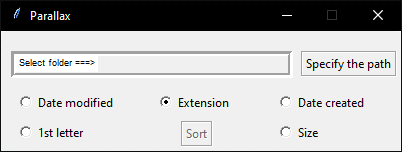 Parallax
Select folder ===> Specify the path
Date modified Extension Date created
1st letter Sort Size